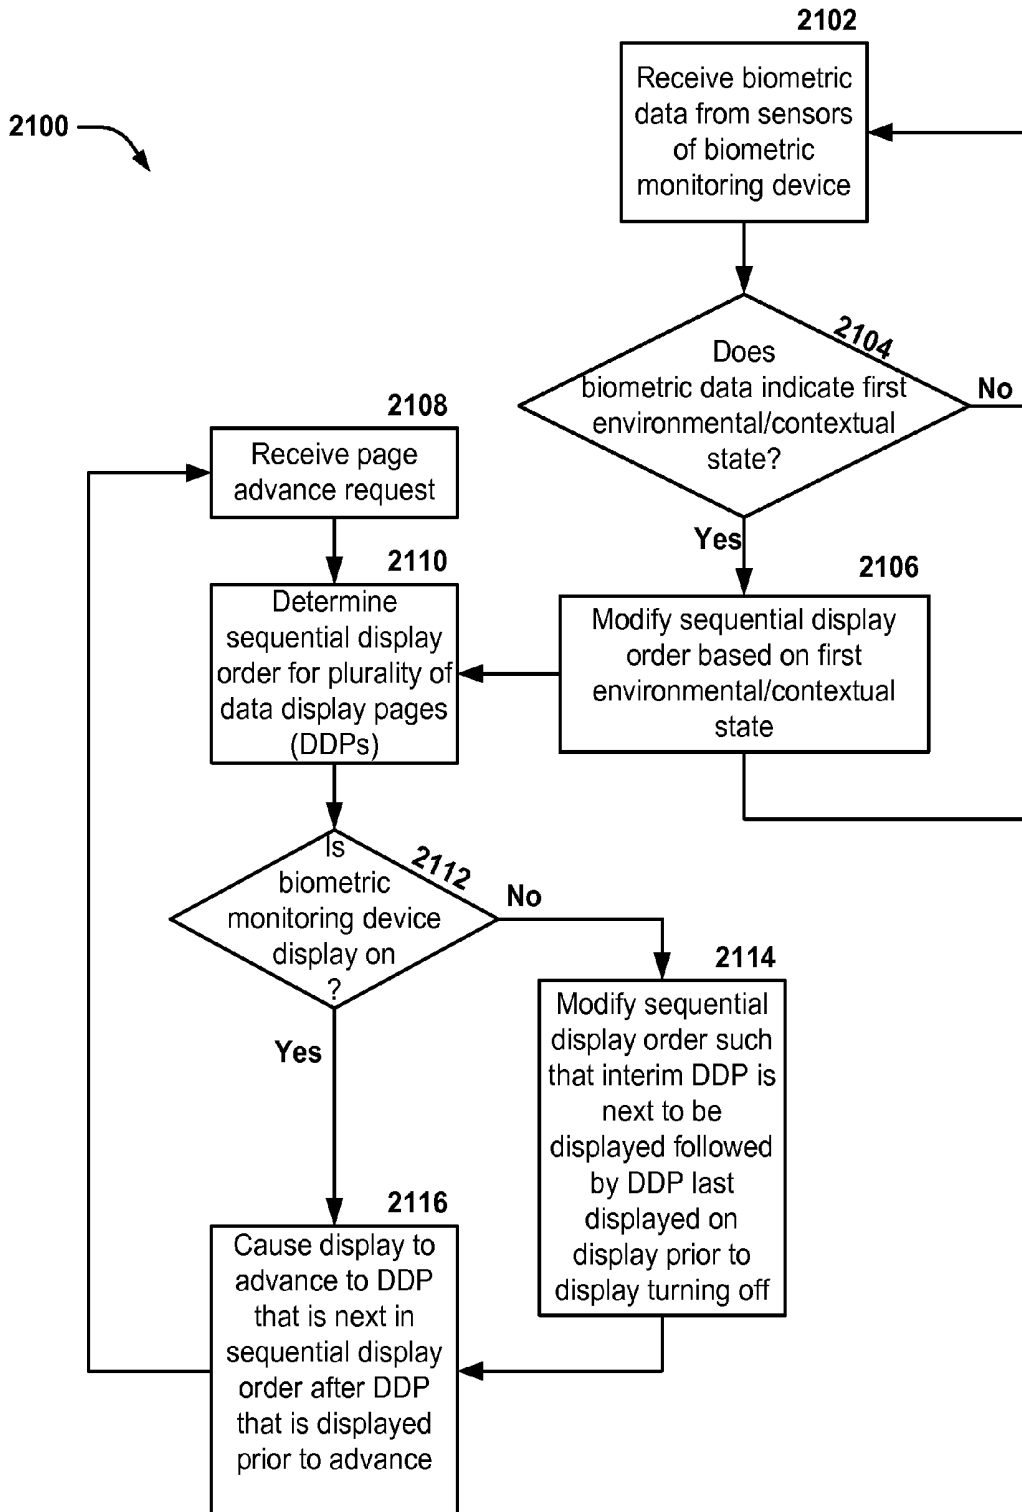 2102
Receive biometric
data from sensors
of biometric
monitoring device
2100
2104
Does
biometric data indicate first
environmental/contextual
state?
No
Yes
2108
Receive page
advance request
2110
Determine
sequential display
order for plurality of
data display pages
(DDPs)
2106
Modify sequential display
order based on first
environmental/contextual
state
2112
Is
biometric
monitoring device
display on
?
No
Yes
2114
Modify sequential
display order such
that interim DDP is
next to be
displayed followed
by DDP last
displayed on
display prior to
display turning off
2116
Cause display to
advance to DDP
that is next in
sequential display
order after DDP
that is displayed
prior to advance